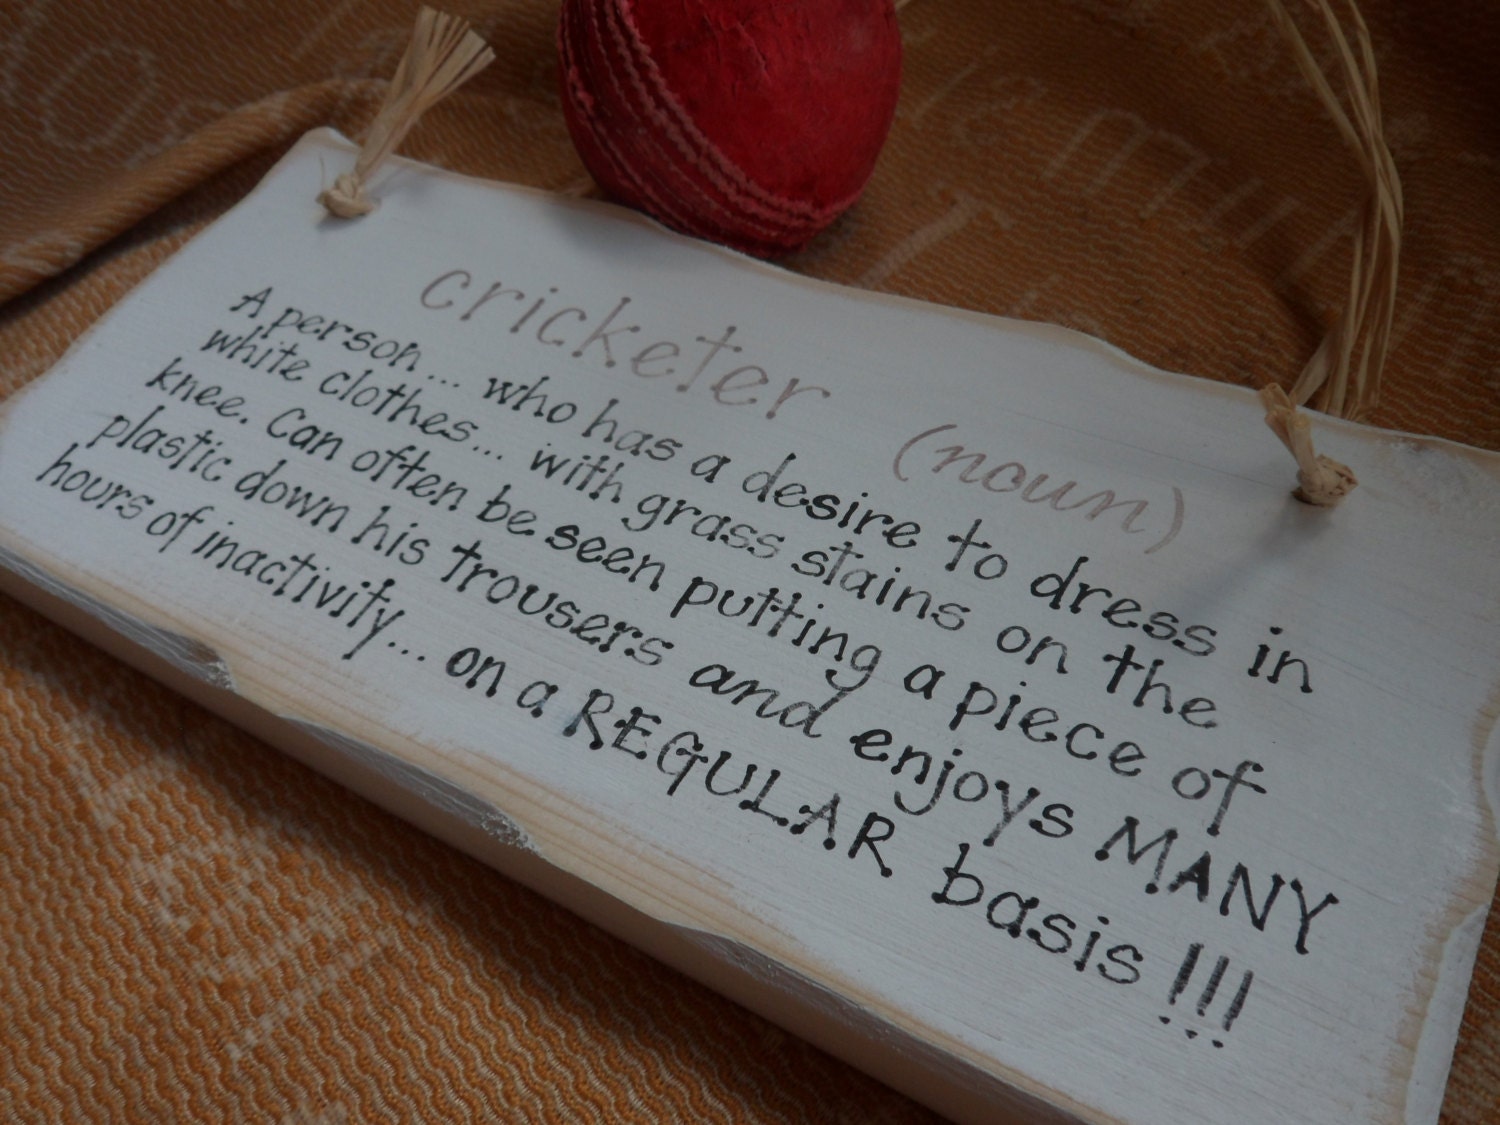 cricketer (noun)
A person... who has a desire to dress in
white clothes... with grass stains on the
knee. Can often be seen putting a piece of
plastic down his trousers and enjoys MANY
hours of inactivity... on a REGULAR basis !!!